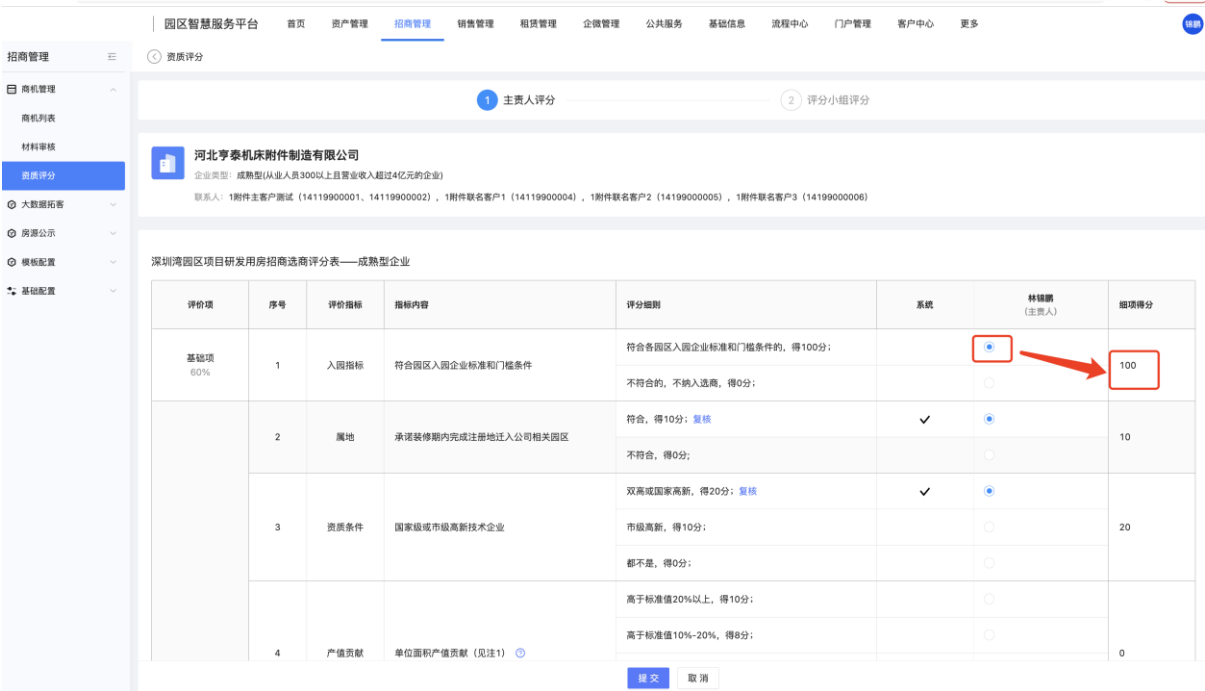 园区智慧服务平台 首页 资产管理 招商管理 销售管理 租赁管理 企微管理 公共服务 基础信息 流程中心 门户管理 客户中心 更多 锦鹏
招商管理
资质评分
商机管理
商机列表
材料审核
资质评分
大数据拓客
房源公示
模板配置
基础配置
1 主责人评分 2 评分小组评分
河北亨泰机床附件制造有限公司
企业类型：成熟型(从业人员300以上且营业收入超过4亿元的企业)
联系人：1附件主客户测试（14119900001、14119900002），1附件联名客户1（14119900004），1附件联名客户2（14199000005），1附件联名客户3（14199000006）
深圳湾园区项目研发用房招商选商评分表——成熟型企业
评价项 序号 评价指标 指标内容 评分细则 系统 林锦鹏 细项得分
（主责人）
基础项 1 入园指标 符合园区入园企业标准和门槛条件 符合各园区入园企业标准和门槛条件的，得100分； 100
60%
不符合的，不纳入选商，得0分；
2 属地 承诺装修期内完成注册地迁入公司相关园区 符合，得10分；复核 10
不符合，得0分；
3 资质条件 国家级或市级高新技术企业 双高或国家高新，得20分；复核 20
市级高新，得10分；
都不是，得0分；
4 产值贡献 单位面积产值贡献（见注1） 高于标准值20%以上，得10分； 0
高于标准值10%-20%，得8分；
提交 取消